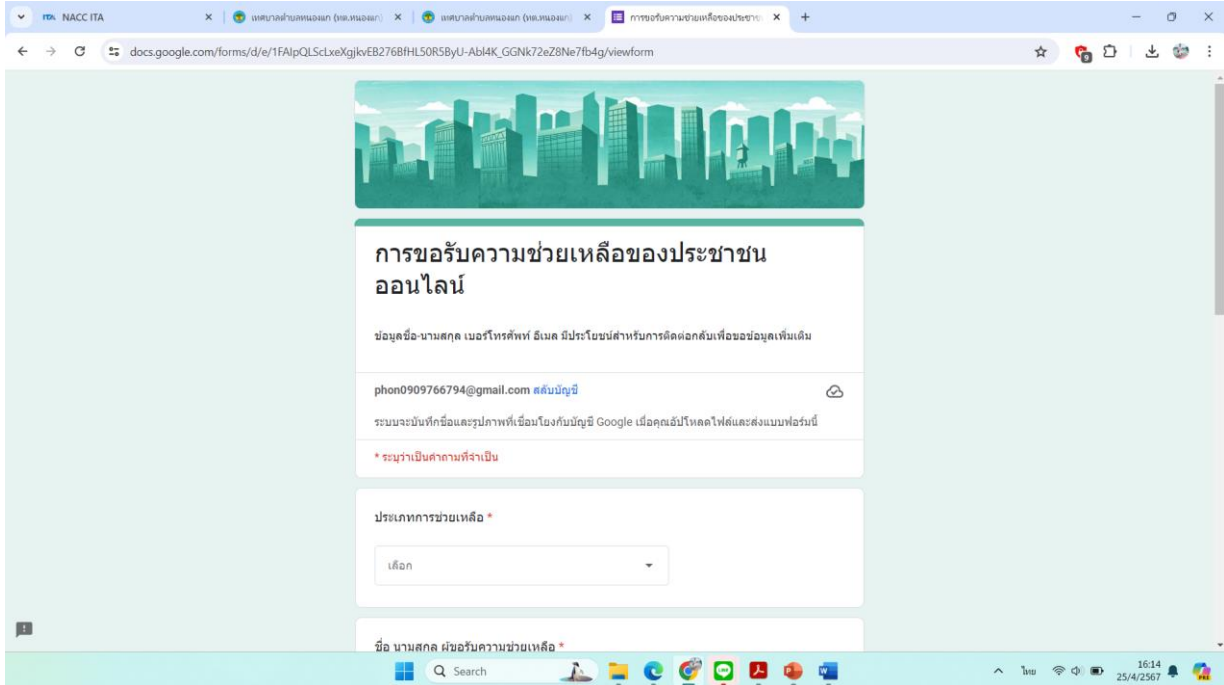 ITA NACC ITA
เทศบาลตำบลหนองแก (ทต.หนองแก)
เทศบาลตำบลหนองแก (ทต.หนองแก)
การขอรับความช่วยเหลือของประชาช
docs.google.com/forms/d/e/1FAIpQLScLxeXgjkvEB276BfHL50R5ByU-Abl4K_GGNk72eZ8Ne7fb4g/viewform
9
การขอรับความช่วยเหลือของประชาชน
ออนไลน์
ข้อมูลชื่อ-นามสกุล เบอร์โทรศัพท์ อีเมล มีประโยชน์สำหรับการติดต่อกลับเพื่อขอข้อมูลเพิ่มเติม
phon0909766794@gmail.com สลับบัญชี
ระบบจะบันทึกชื่อและรูปภาพที่เชื่อมโยงกับบัญชี Google เมื่อคุณอัปโหลดไฟล์และส่งแบบฟอร์มนี้
* ระบุว่าเป็นคำถามที่จำเป็น
ประเภทการช่วยเหลือ *
เลือก
ชื่อ นามสกุล ผู้ขอรับความช่วยเหลือ *
Search
ไทย
16:14
25/4/2567
PRE